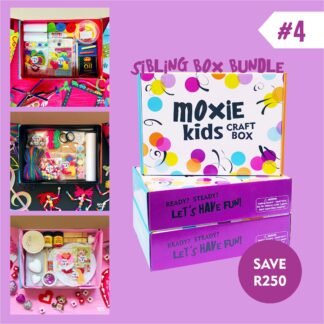 #4
SIBLING BOX BUNDLE
MOXIE
kids CRAFT BOX
READY? STEADY?
LET'S HAVE FUN!
READY? STEADY?
LET'S HAVE FUN!
SAVE
R250